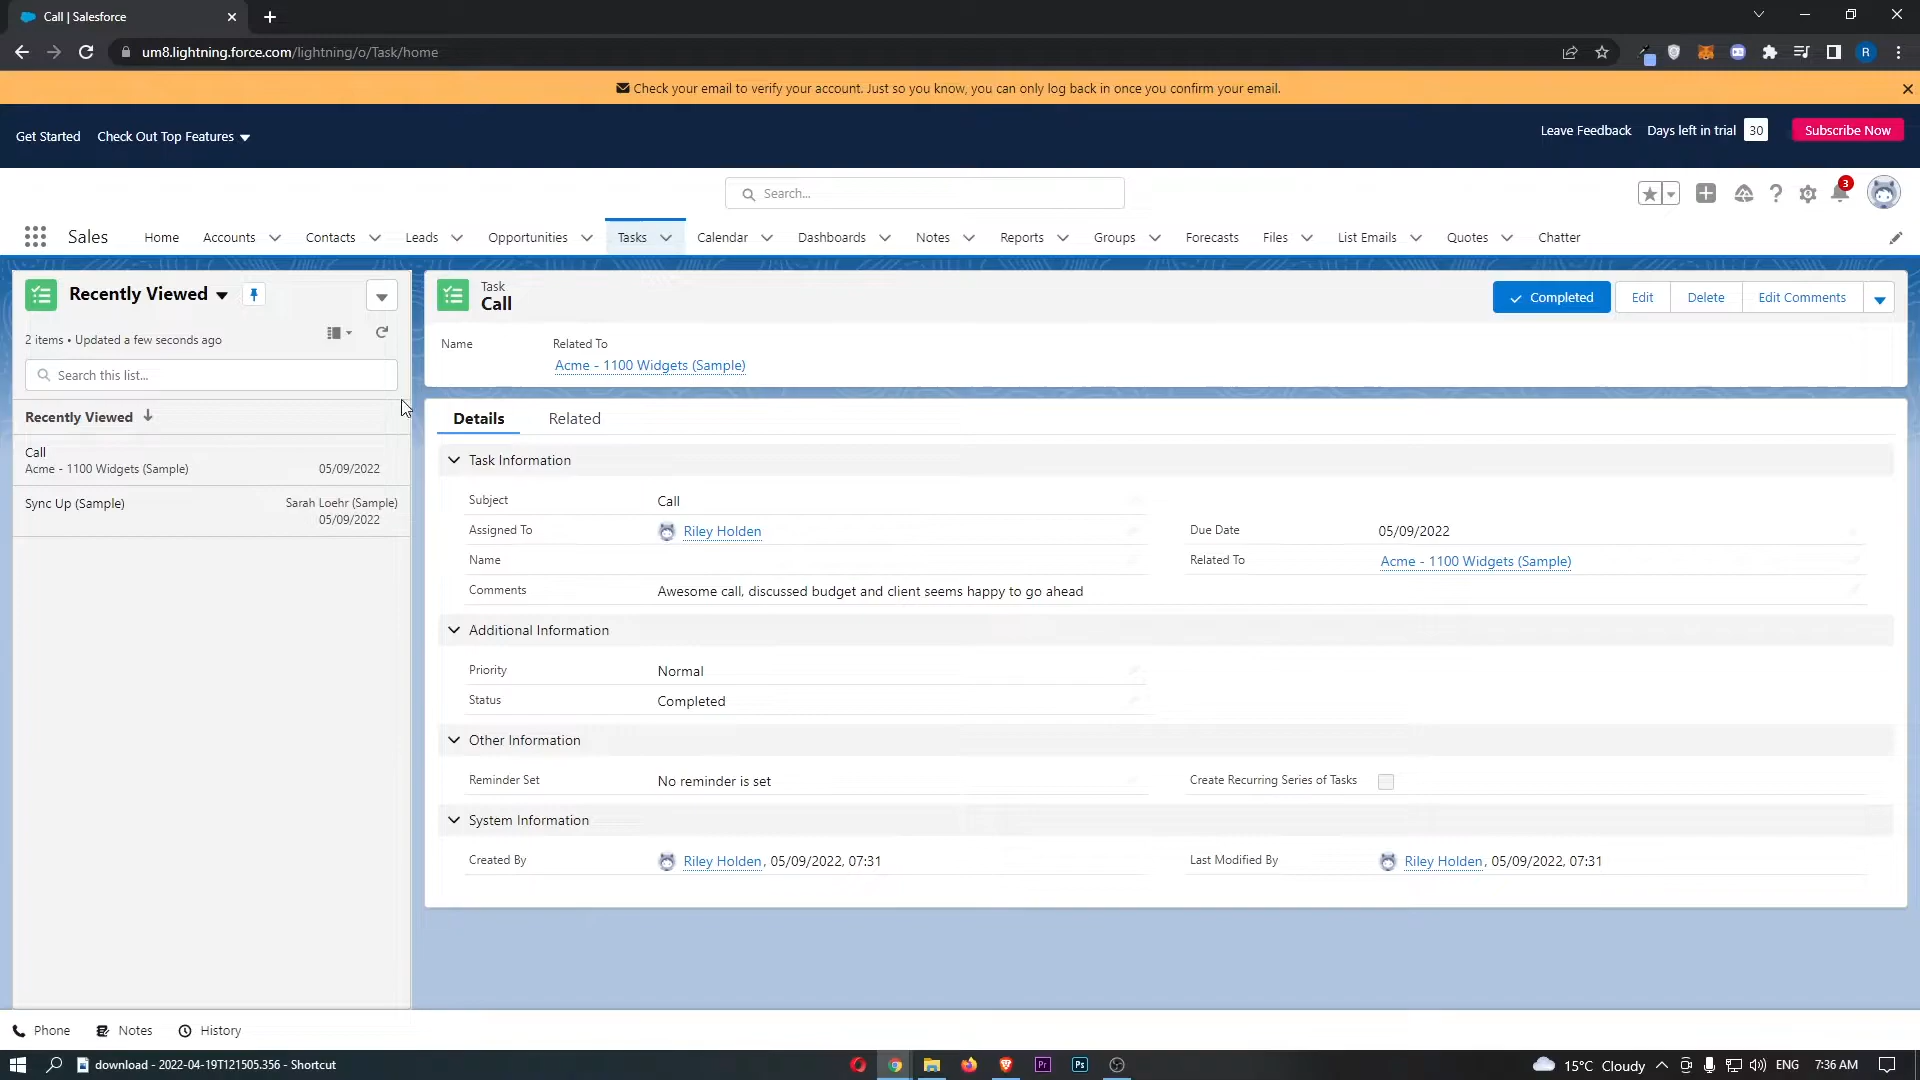 Call | Salesforce
um8.lightning.force.com/lightning/o/Task/home
R
Check your email to verify your account. Just so you know, you can only log back in once you confirm your email.
Get Started
Check Out Top Features
Leave Feedback
Days left in trial
30
Subscribe Now
Search...
3
Sales
Home
Accounts
Contacts
Leads
Opportunities
Tasks
Calendar
Dashboards
Notes
Reports
Groups
Forecasts
Files
List Emails
Quotes
Chatter
Recently Viewed
2 items • Updated a few seconds ago
Search this list...
Recently Viewed
Call
Acme - 1100 Widgets (Sample)
05/09/2022
Sync Up (Sample)
Sarah Loehr (Sample)
05/09/2022
Task
Call
Completed
Edit
Delete
Edit Comments
Name
Related To
Acme - 1100 Widgets (Sample)
Details
Related
Task Information
Subject
Call
Assigned To
Riley Holden
Due Date
05/09/2022
Name
Related To
Acme - 1100 Widgets (Sample)
Comments
Awesome call, discussed budget and client seems happy to go ahead
Additional Information
Priority
Normal
Status
Completed
Other Information
Reminder Set
No reminder is set
Create Recurring Series of Tasks
System Information
Created By
Riley Holden, 05/09/2022, 07:31
Last Modified By
Riley Holden, 05/09/2022, 07:31
Phone
Notes
History
download - 2022-04-19T121505.356 - Shortcut
Pr
Ps
15°C Cloudy
ENG
7:36 AM